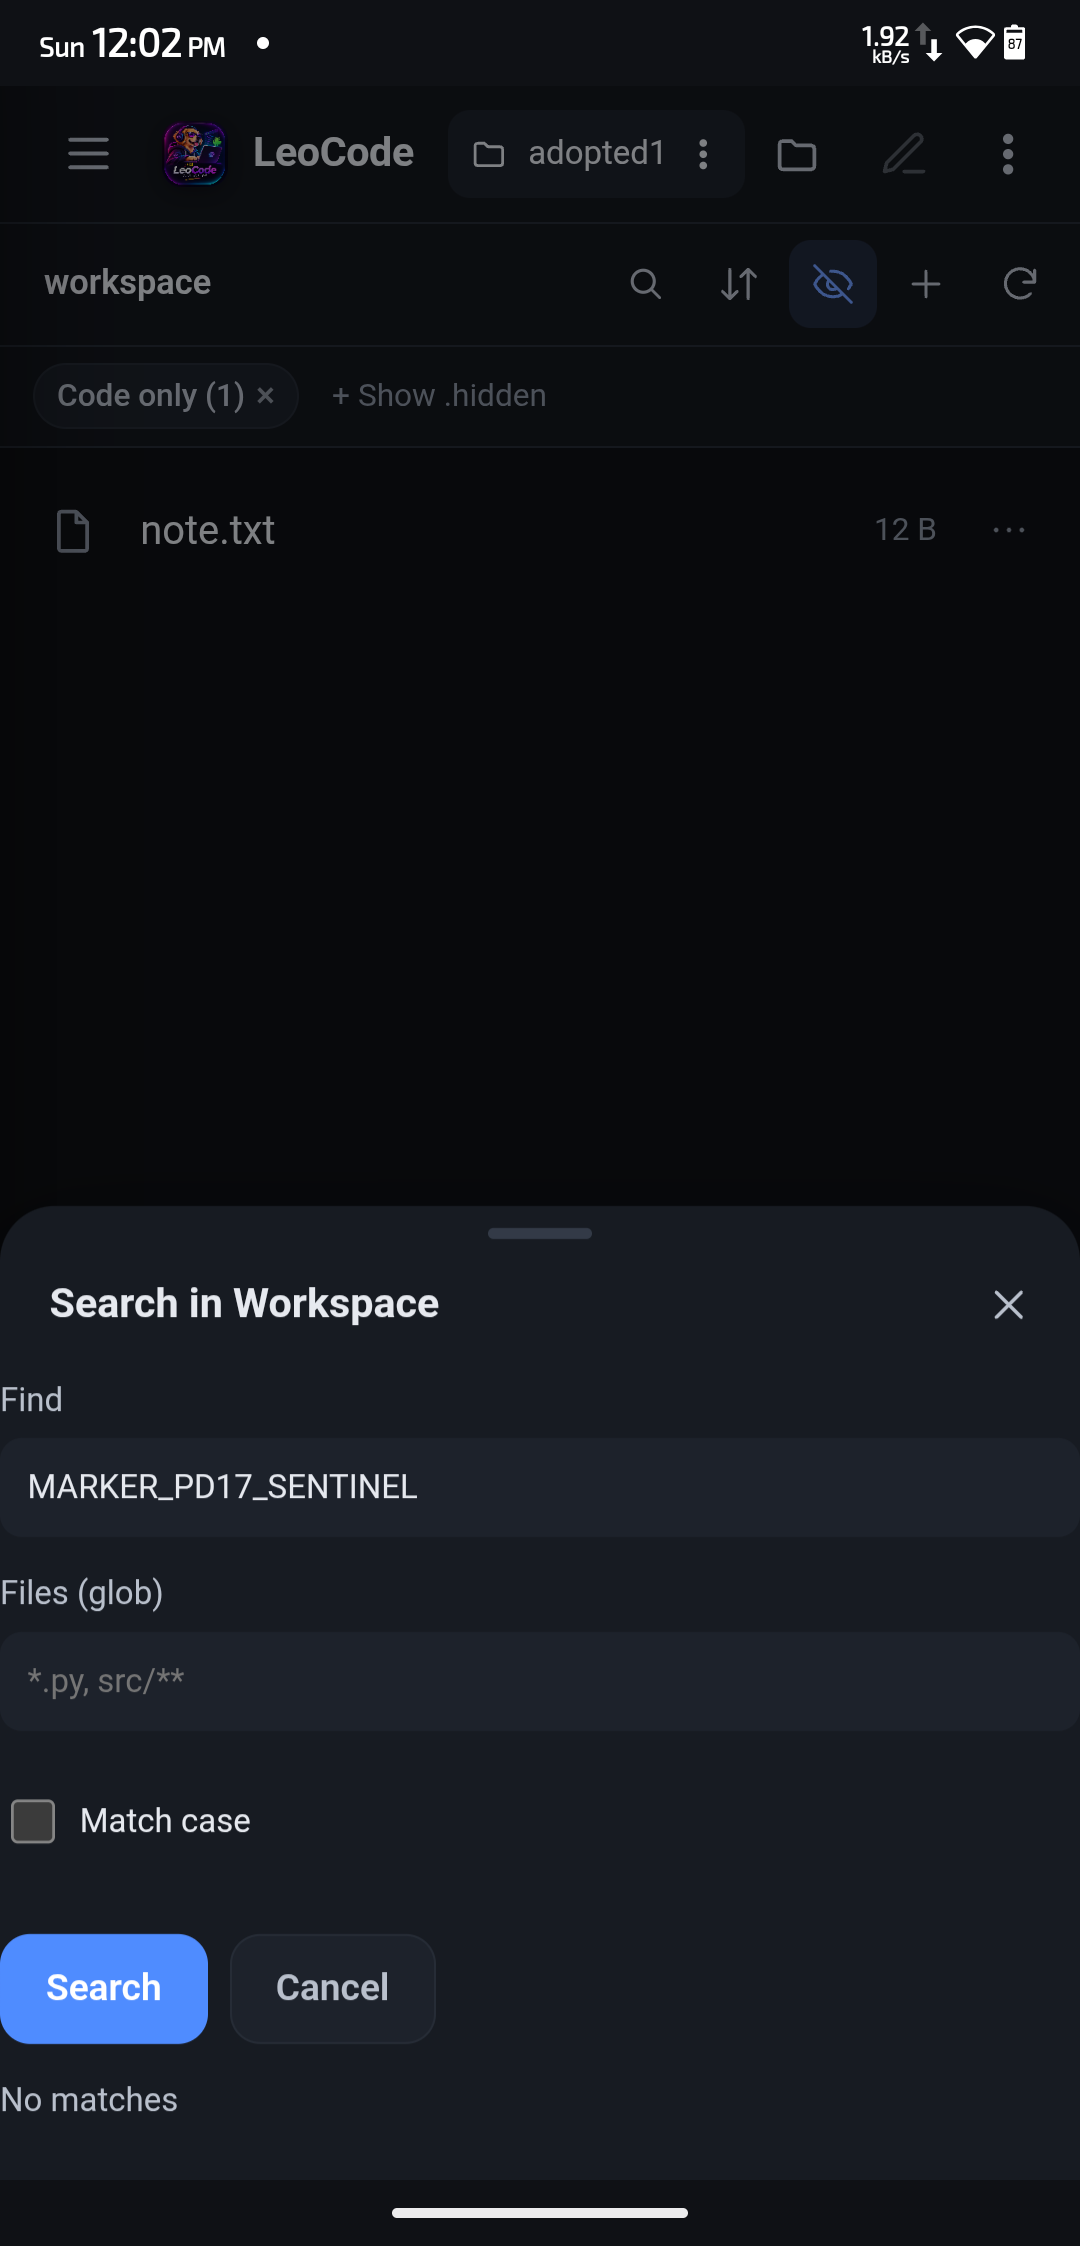 Sun 12:02 PM
1.92 kB/s
87
LeoCode
LeoCode
adopted1
workspace
Code only (1) ×
+ Show .hidden
note.txt
12 B
Search in Workspace
Find
MARKER_PD17_SENTINEL
Files (glob)
*.py, src/**
Match case
Search
Cancel
No matches